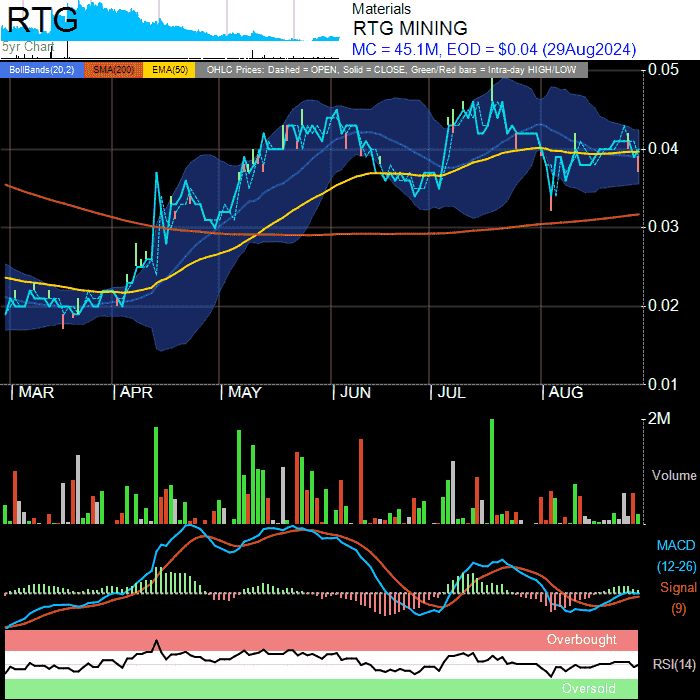 RTG
5yr Chart
Materials
RTG MINING
MC = 45.1M, EOD = $0.04 (29Aug2024)
BollBands(20,2) SMA(200) EMA(50) OHLC Prices: Dashed = OPEN, Solid = CLOSE, Green/Red bars = Intra-day HIGH/LOW
0.05
0.04
0.03
0.02
0.01
MAR APR MAY JUN JUL AUG
2M
Volume
MACD
(12-26)
Signal
(9)
Overbought
RSI(14)
Oversold